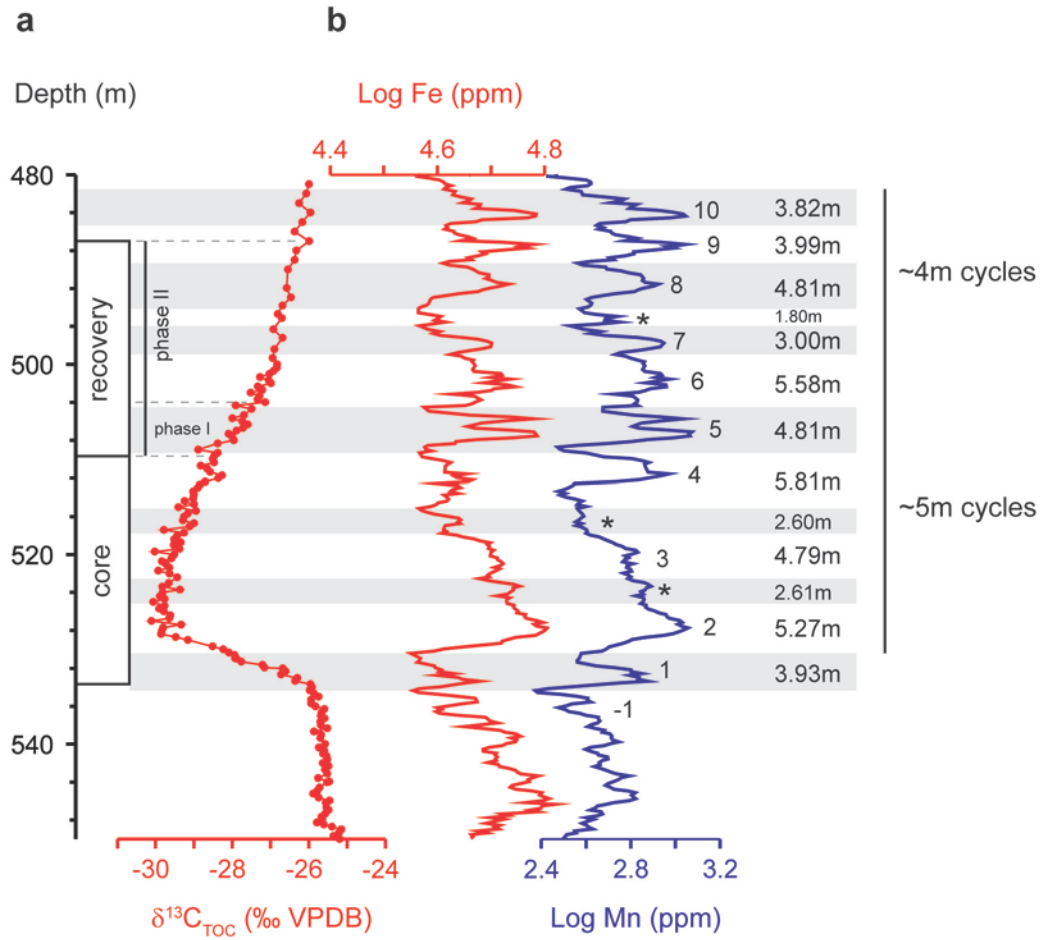 a
b
Depth (m)
Log Fe (ppm)
4.4
4.6
4.8
480
500
520
540
recovery
core
phase II
phase I
10
9
8
*
7
6
5
4
*
3
*
2
1
-1
3.82m
3.99m
4.81m
1.80m
3.00m
5.58m
4.81m
5.81m
2.60m
4.79m
2.61m
5.27m
3.93m
~4m cycles
~5m cycles
-30
-28
-26
-24
2.4
2.8
3.2
δ¹³C_TOC (‰ VPDB)
Log Mn (ppm)